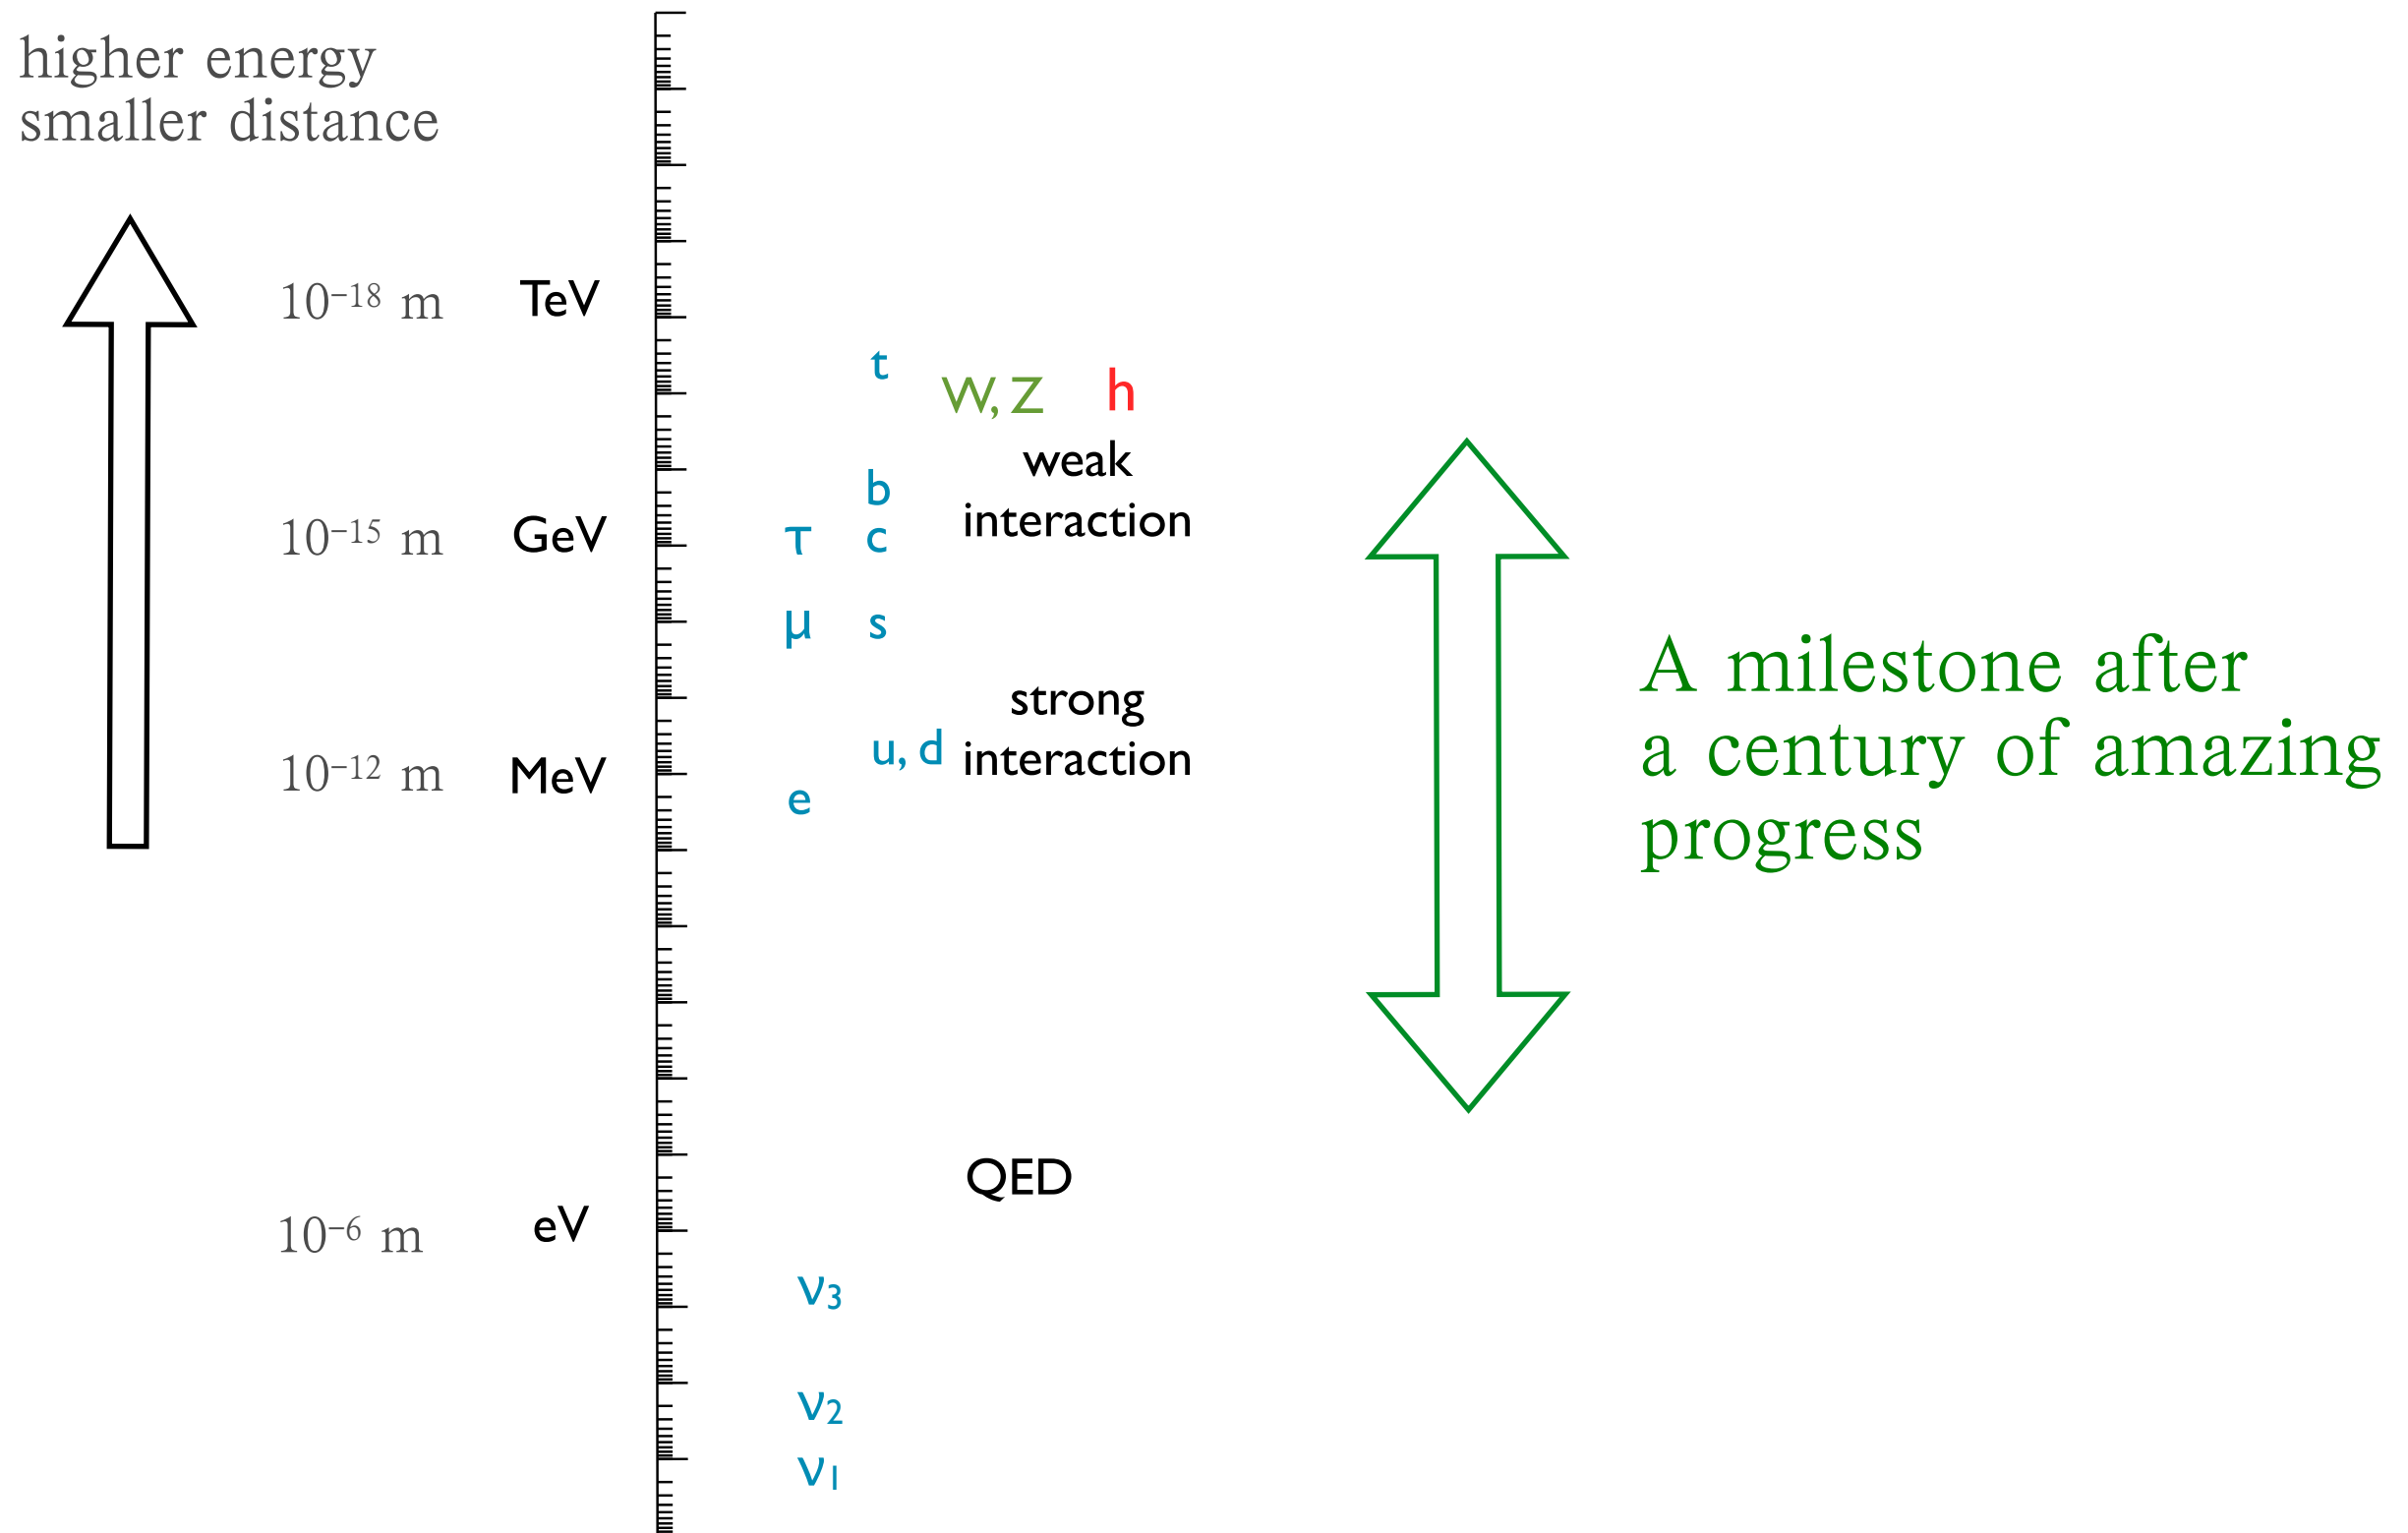 higher energy
smaller distance
10⁻¹⁸ m TeV
t
W, Z h
weak
b
interaction
10⁻¹⁵ m GeV
τ c
μ s
A milestone after
strong
a century of amazing
u, d interaction
10⁻¹² m MeV
e
progress
QED
10⁻⁶ m eV
ν₃
ν₂
ν₁